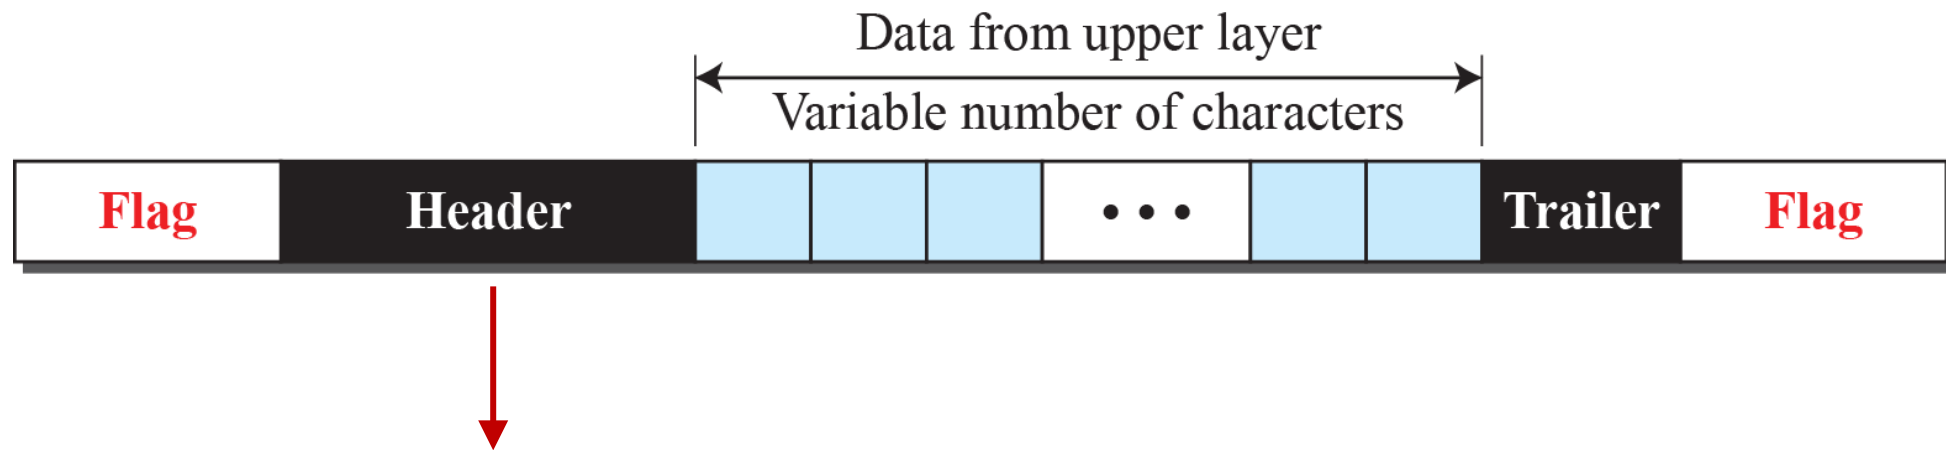 Data from upper layer
Variable number of characters
Flag Header • • • Trailer Flag